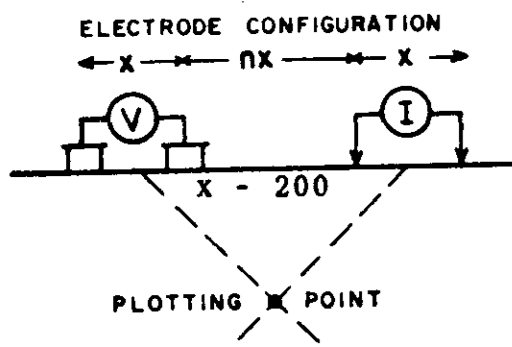 ELECTRODE CONFIGURATION
x nx x
V I
x - 200
PLOTTING POINT